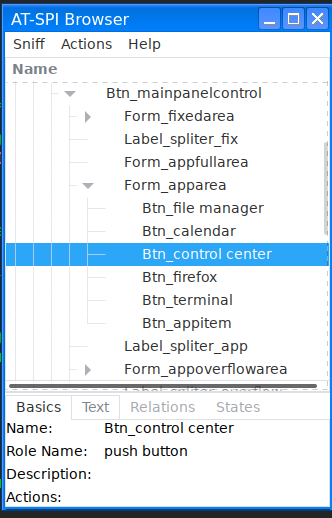 AT-SPI Browser
Sniff Actions Help
Name
Btn_mainpanelcontrol
Form_fixedarea
Label_spliter_fix
Form_appfullarea
Form_apparea
Btn_file manager
Btn_calendar
Btn_control center
Btn_firefox
Btn_terminal
Btn_appitem
Label_spliter_app
Form_appoverflowarea
Basics Text Relations States
Name: Btn_control center
Role Name: push button
Description:
Actions: